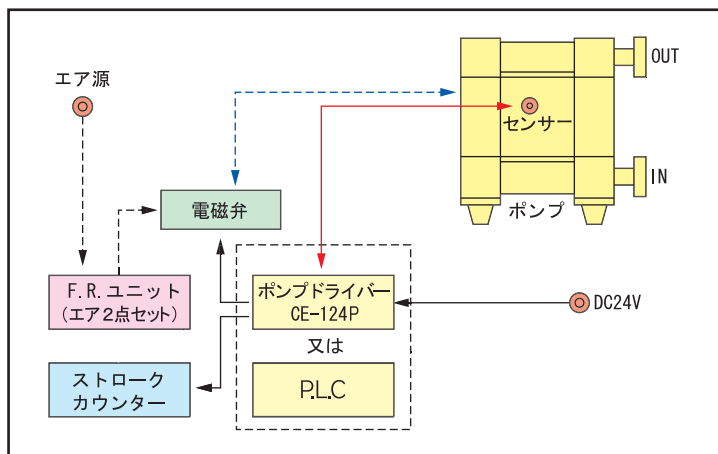 エア源
OUT
センサー
IN
ポンプ
電磁弁
F.R.ユニット
(エア2点セット)
ポンプドライバー
CE-124P
DC24V
又は
ストローク
カウンター
P.L.C